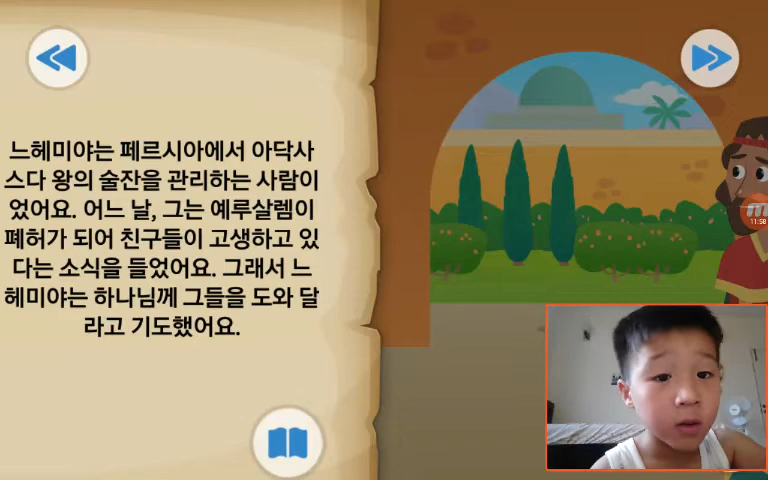 느헤미야는 페르시아에서 아닥사
스다 왕의 술잔을 관리하는 사람이
었어요. 어느 날, 그는 예루살렘이
폐허가 되어 친구들이 고생하고 있
다는 소식을 들었어요. 그래서 느
헤미야는 하나님께 그들을 도와 달
라고 기도했어요.
11:58